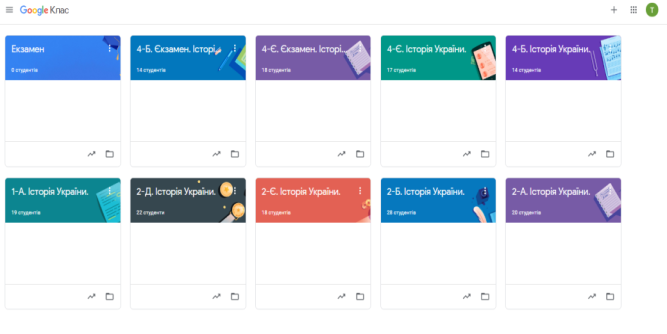 Google Клас
T
Екзамен
0 студентів
4-Б. Єкзамен. Історі...
14 студентів
4-Є. Єкзамен. Історі...
18 студентів
4-Є. Історія України.
17 студентів
4-Б. Історія України.
14 студентів
1-А. Історія України.
19 студентів
2-Д. Історія України.
22 студенти
2-Є. Історія України.
18 студентів
2-Б. Історія України.
28 студентів
2-А. Історія України.
20 студентів